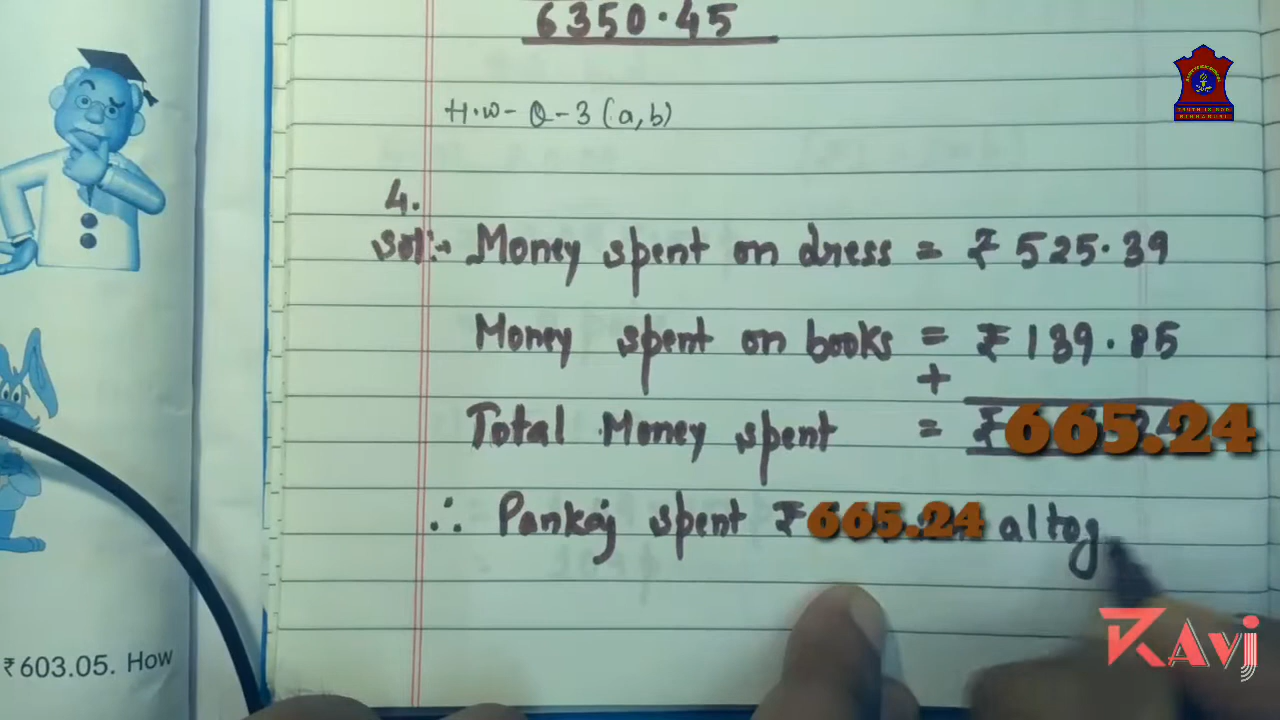 6350.45
H.W- Q-3 (a,b)
4.
Sol:- Money spent on dress = ₹ 525.39
Money spent on books = ₹ 139.85
+
Total Money spent = ₹ 665.24
∴ Pankaj spent ₹ 665.24 altog
₹603.05. How
RAvj